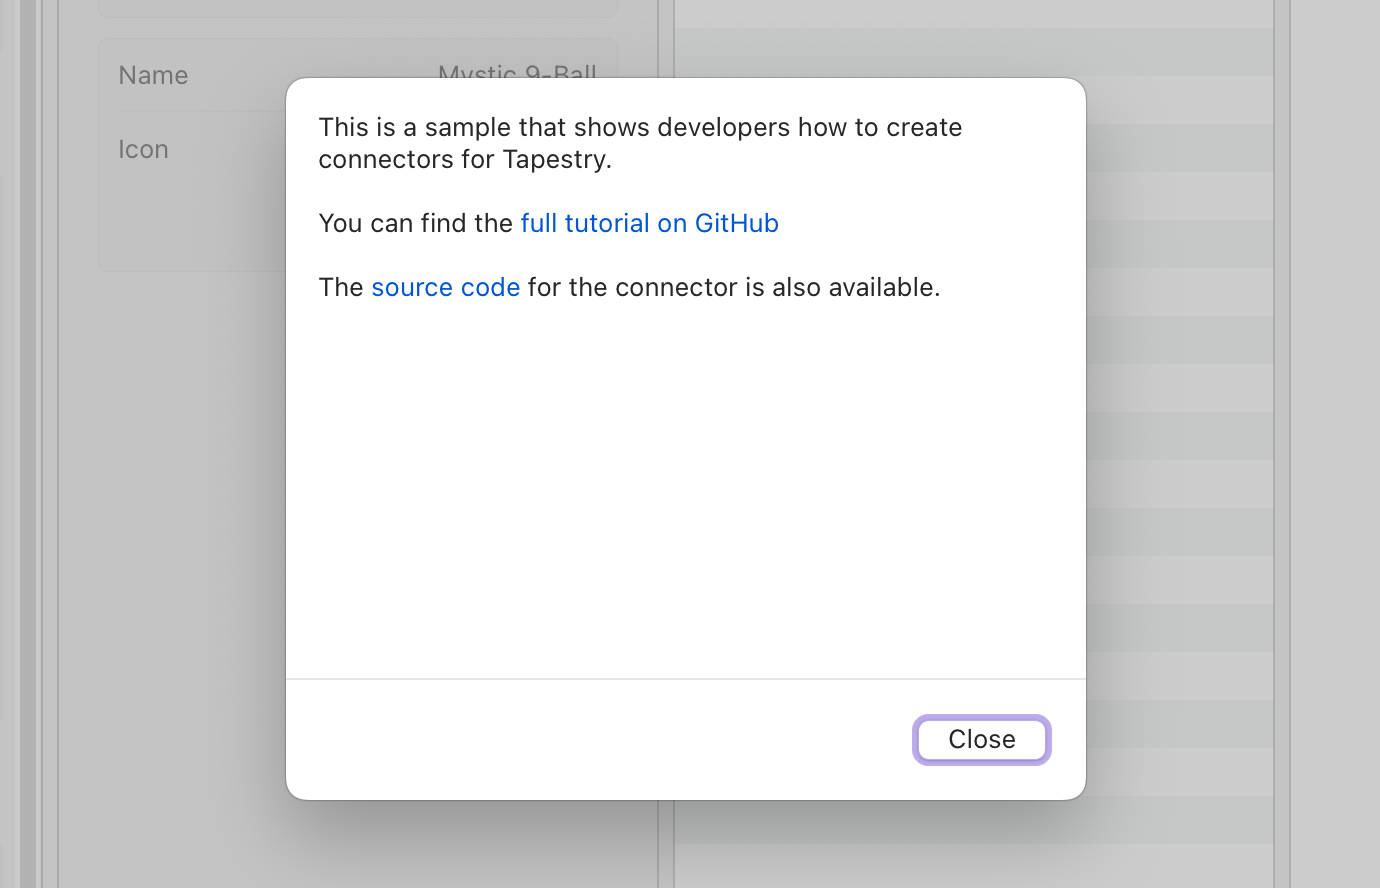 Name
Mystic 9-Ball
Icon
This is a sample that shows developers how to create
connectors for Tapestry.
You can find the full tutorial on GitHub
The source code for the connector is also available.
Close